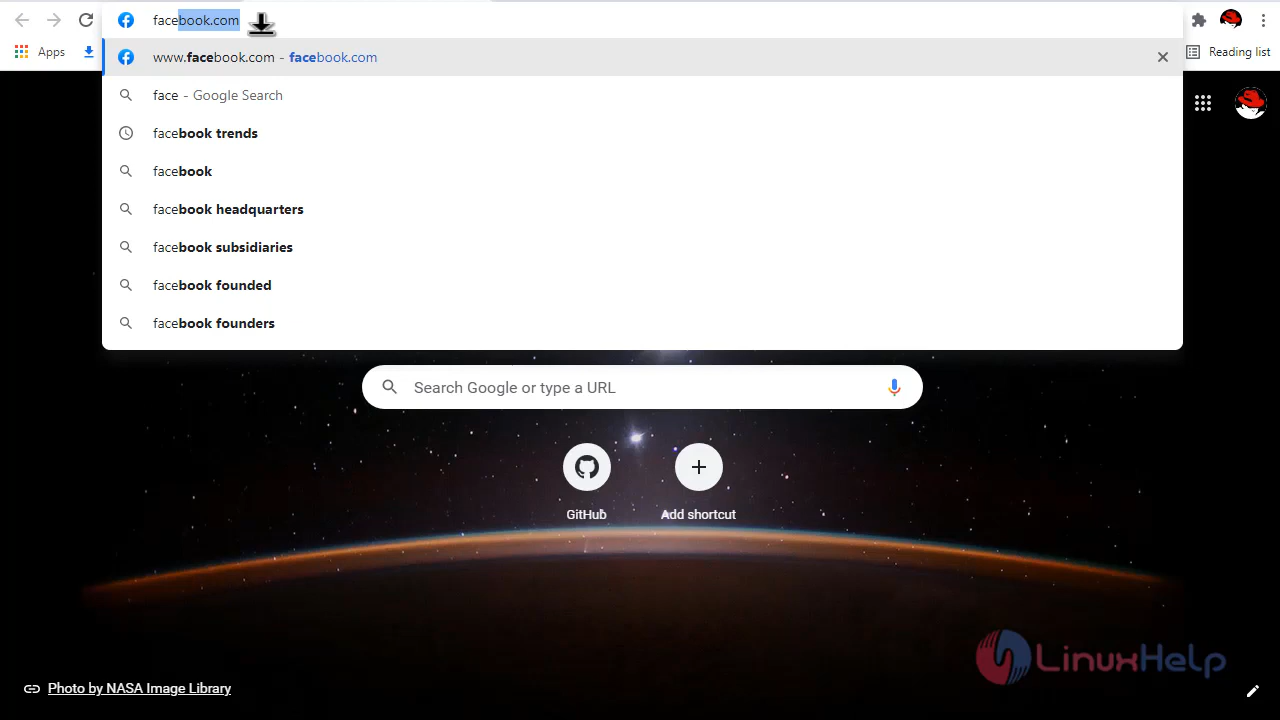 facebook.com
Apps
Reading list
www.facebook.com - facebook.com
face - Google Search
facebook trends
facebook
facebook headquarters
facebook subsidiaries
facebook founded
facebook founders
Search Google or type a URL
GitHub
Add shortcut
LinuxHelp
Photo by NASA Image Library